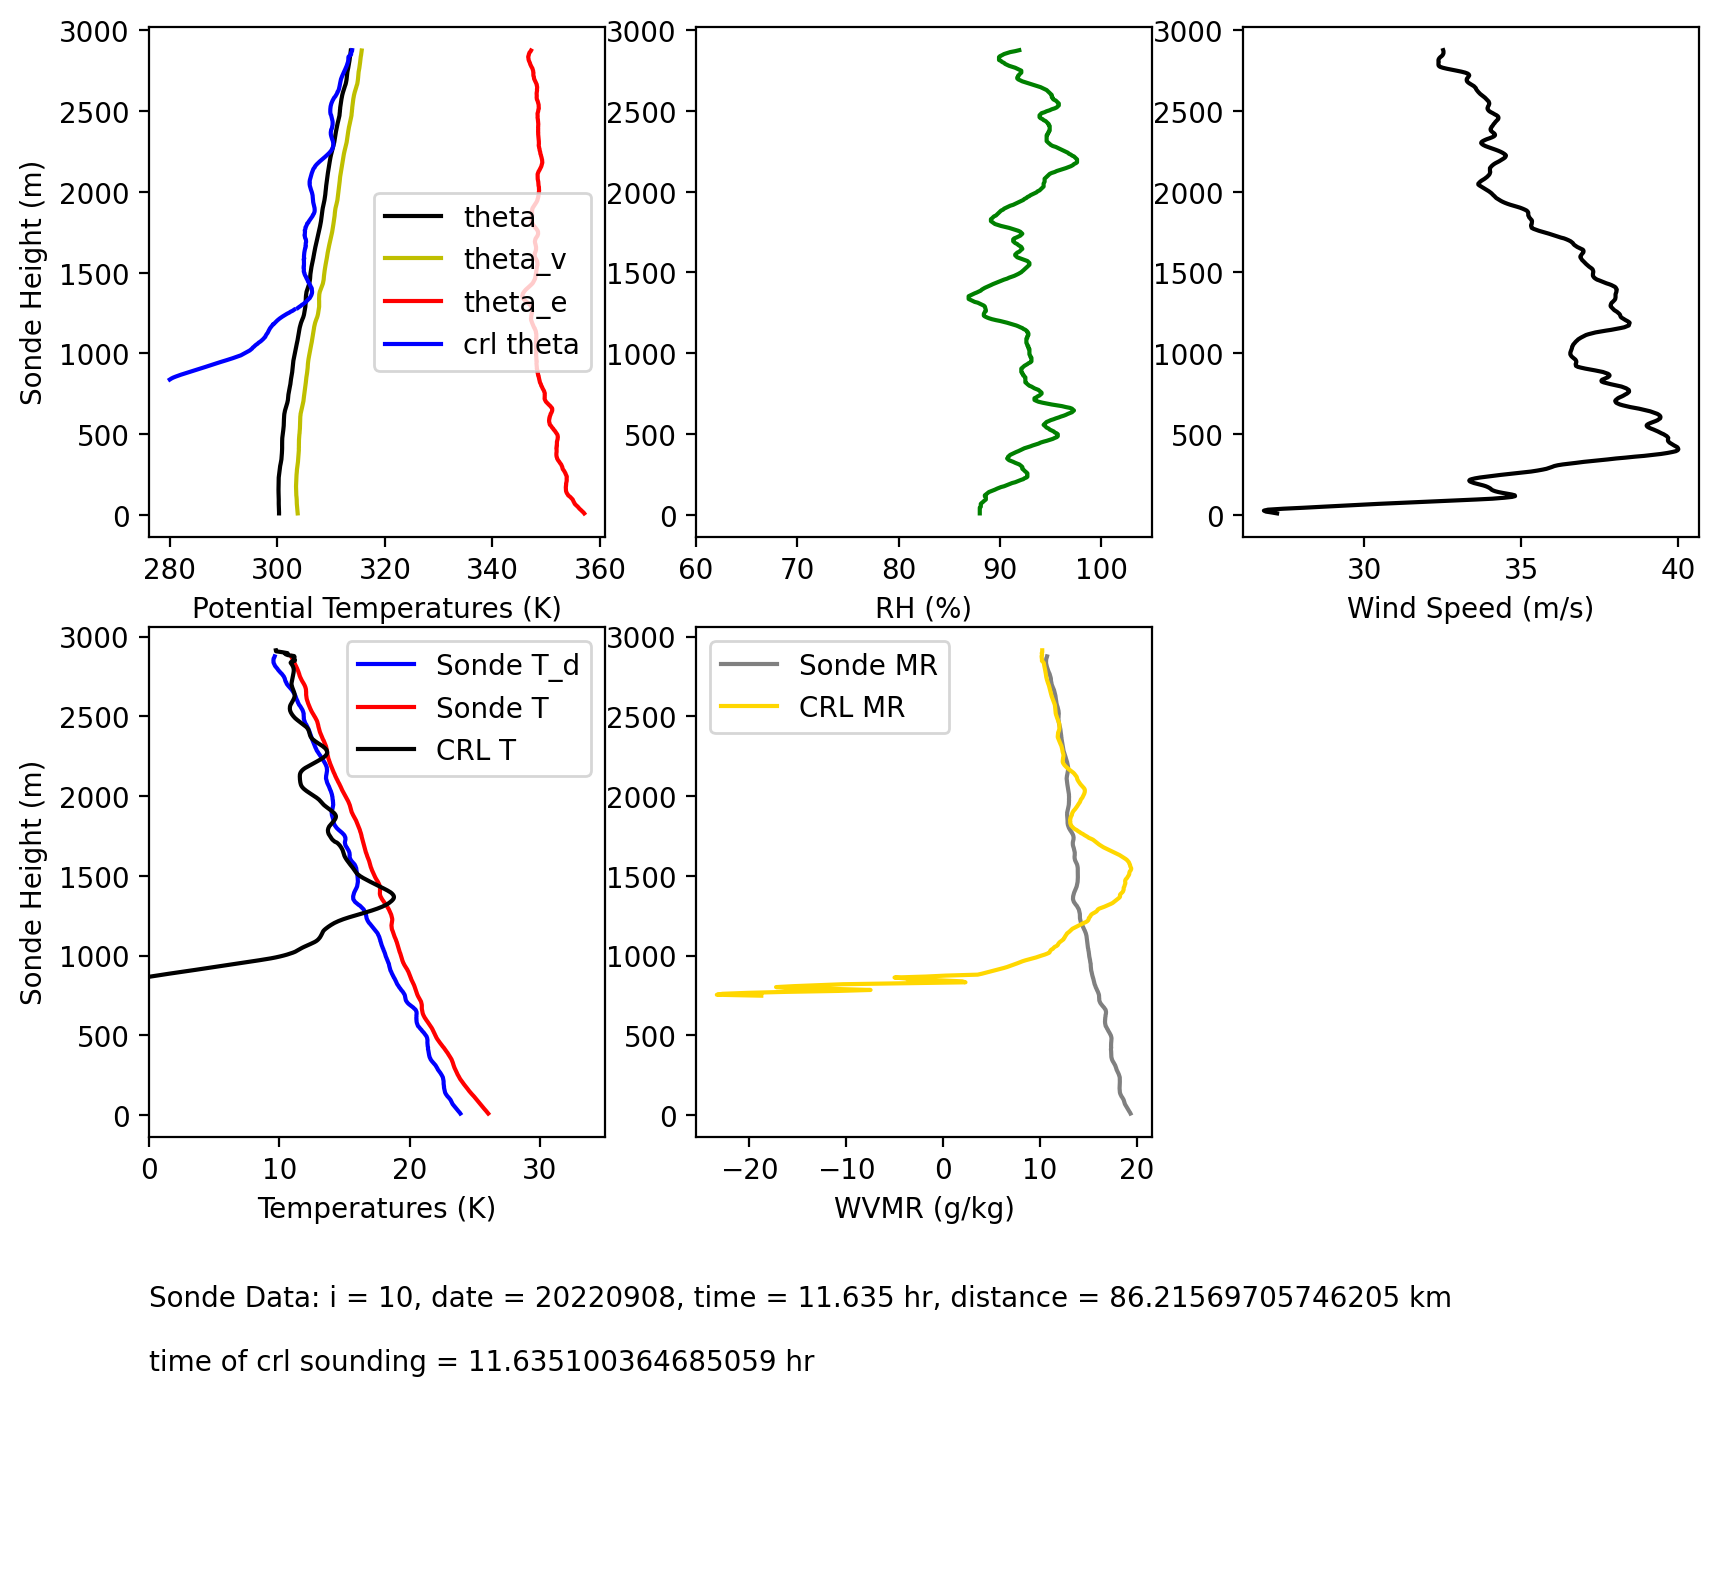 3000
2500
2000
1500
1000
500
0
Sonde Height (m)
theta
theta_v
theta_e
crl theta
280 300 320 340 360
Potential Temperatures (K)
3000
2500
2000
1500
1000
500
0
60 70 80 90 100
RH (%)
3000
2500
2000
1500
1000
500
0
30 35 40
Wind Speed (m/s)
3000
2500
2000
1500
1000
500
0
Sonde Height (m)
Sonde T_d
Sonde T
CRL T
0 10 20 30
Temperatures (K)
3000
2500
2000
1500
1000
500
0
Sonde MR
CRL MR
−20 −10 0 10 20
WVMR (g/kg)
Sonde Data: i = 10, date = 20220908, time = 11.635 hr, distance = 86.21569705746205 km
time of crl sounding = 11.635100364685059 hr